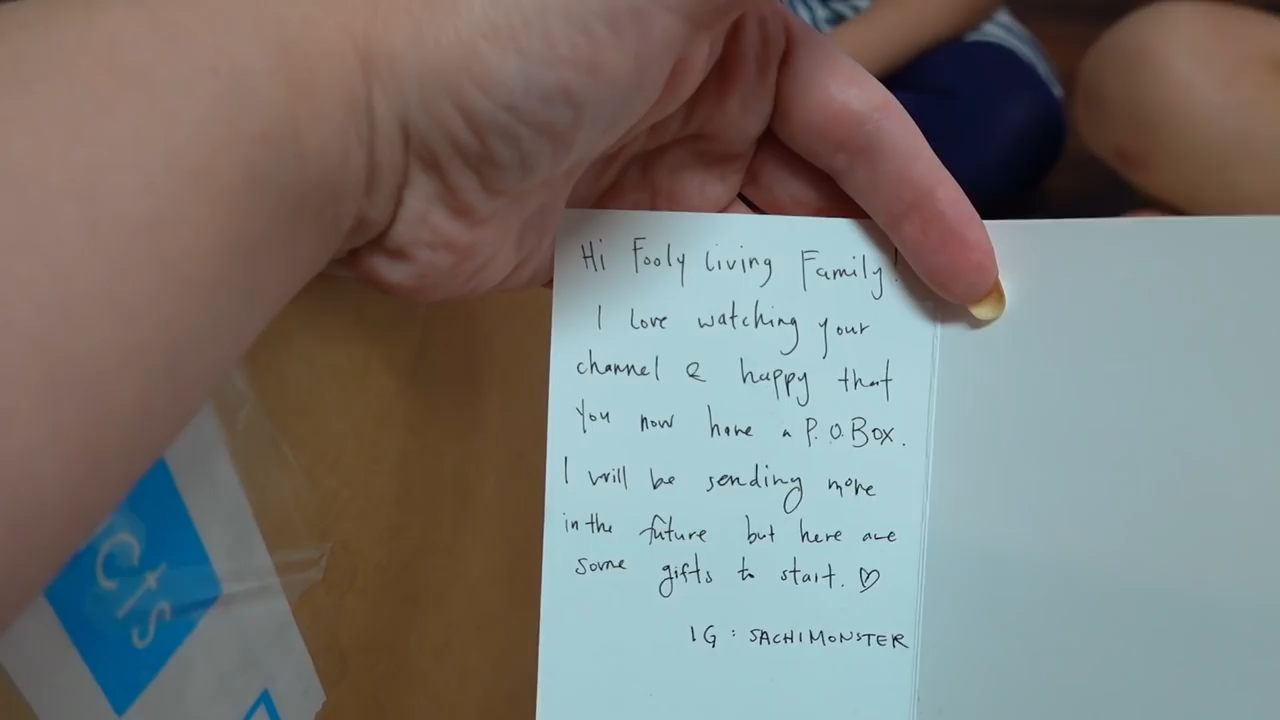 Hi Fooly living Family!
I love watching your
channel & happy that
you now have a P.O.Box.
I will be sending more
in the future but here are
some gifts to start. ♡
IG : SACHIMONSTER
cts